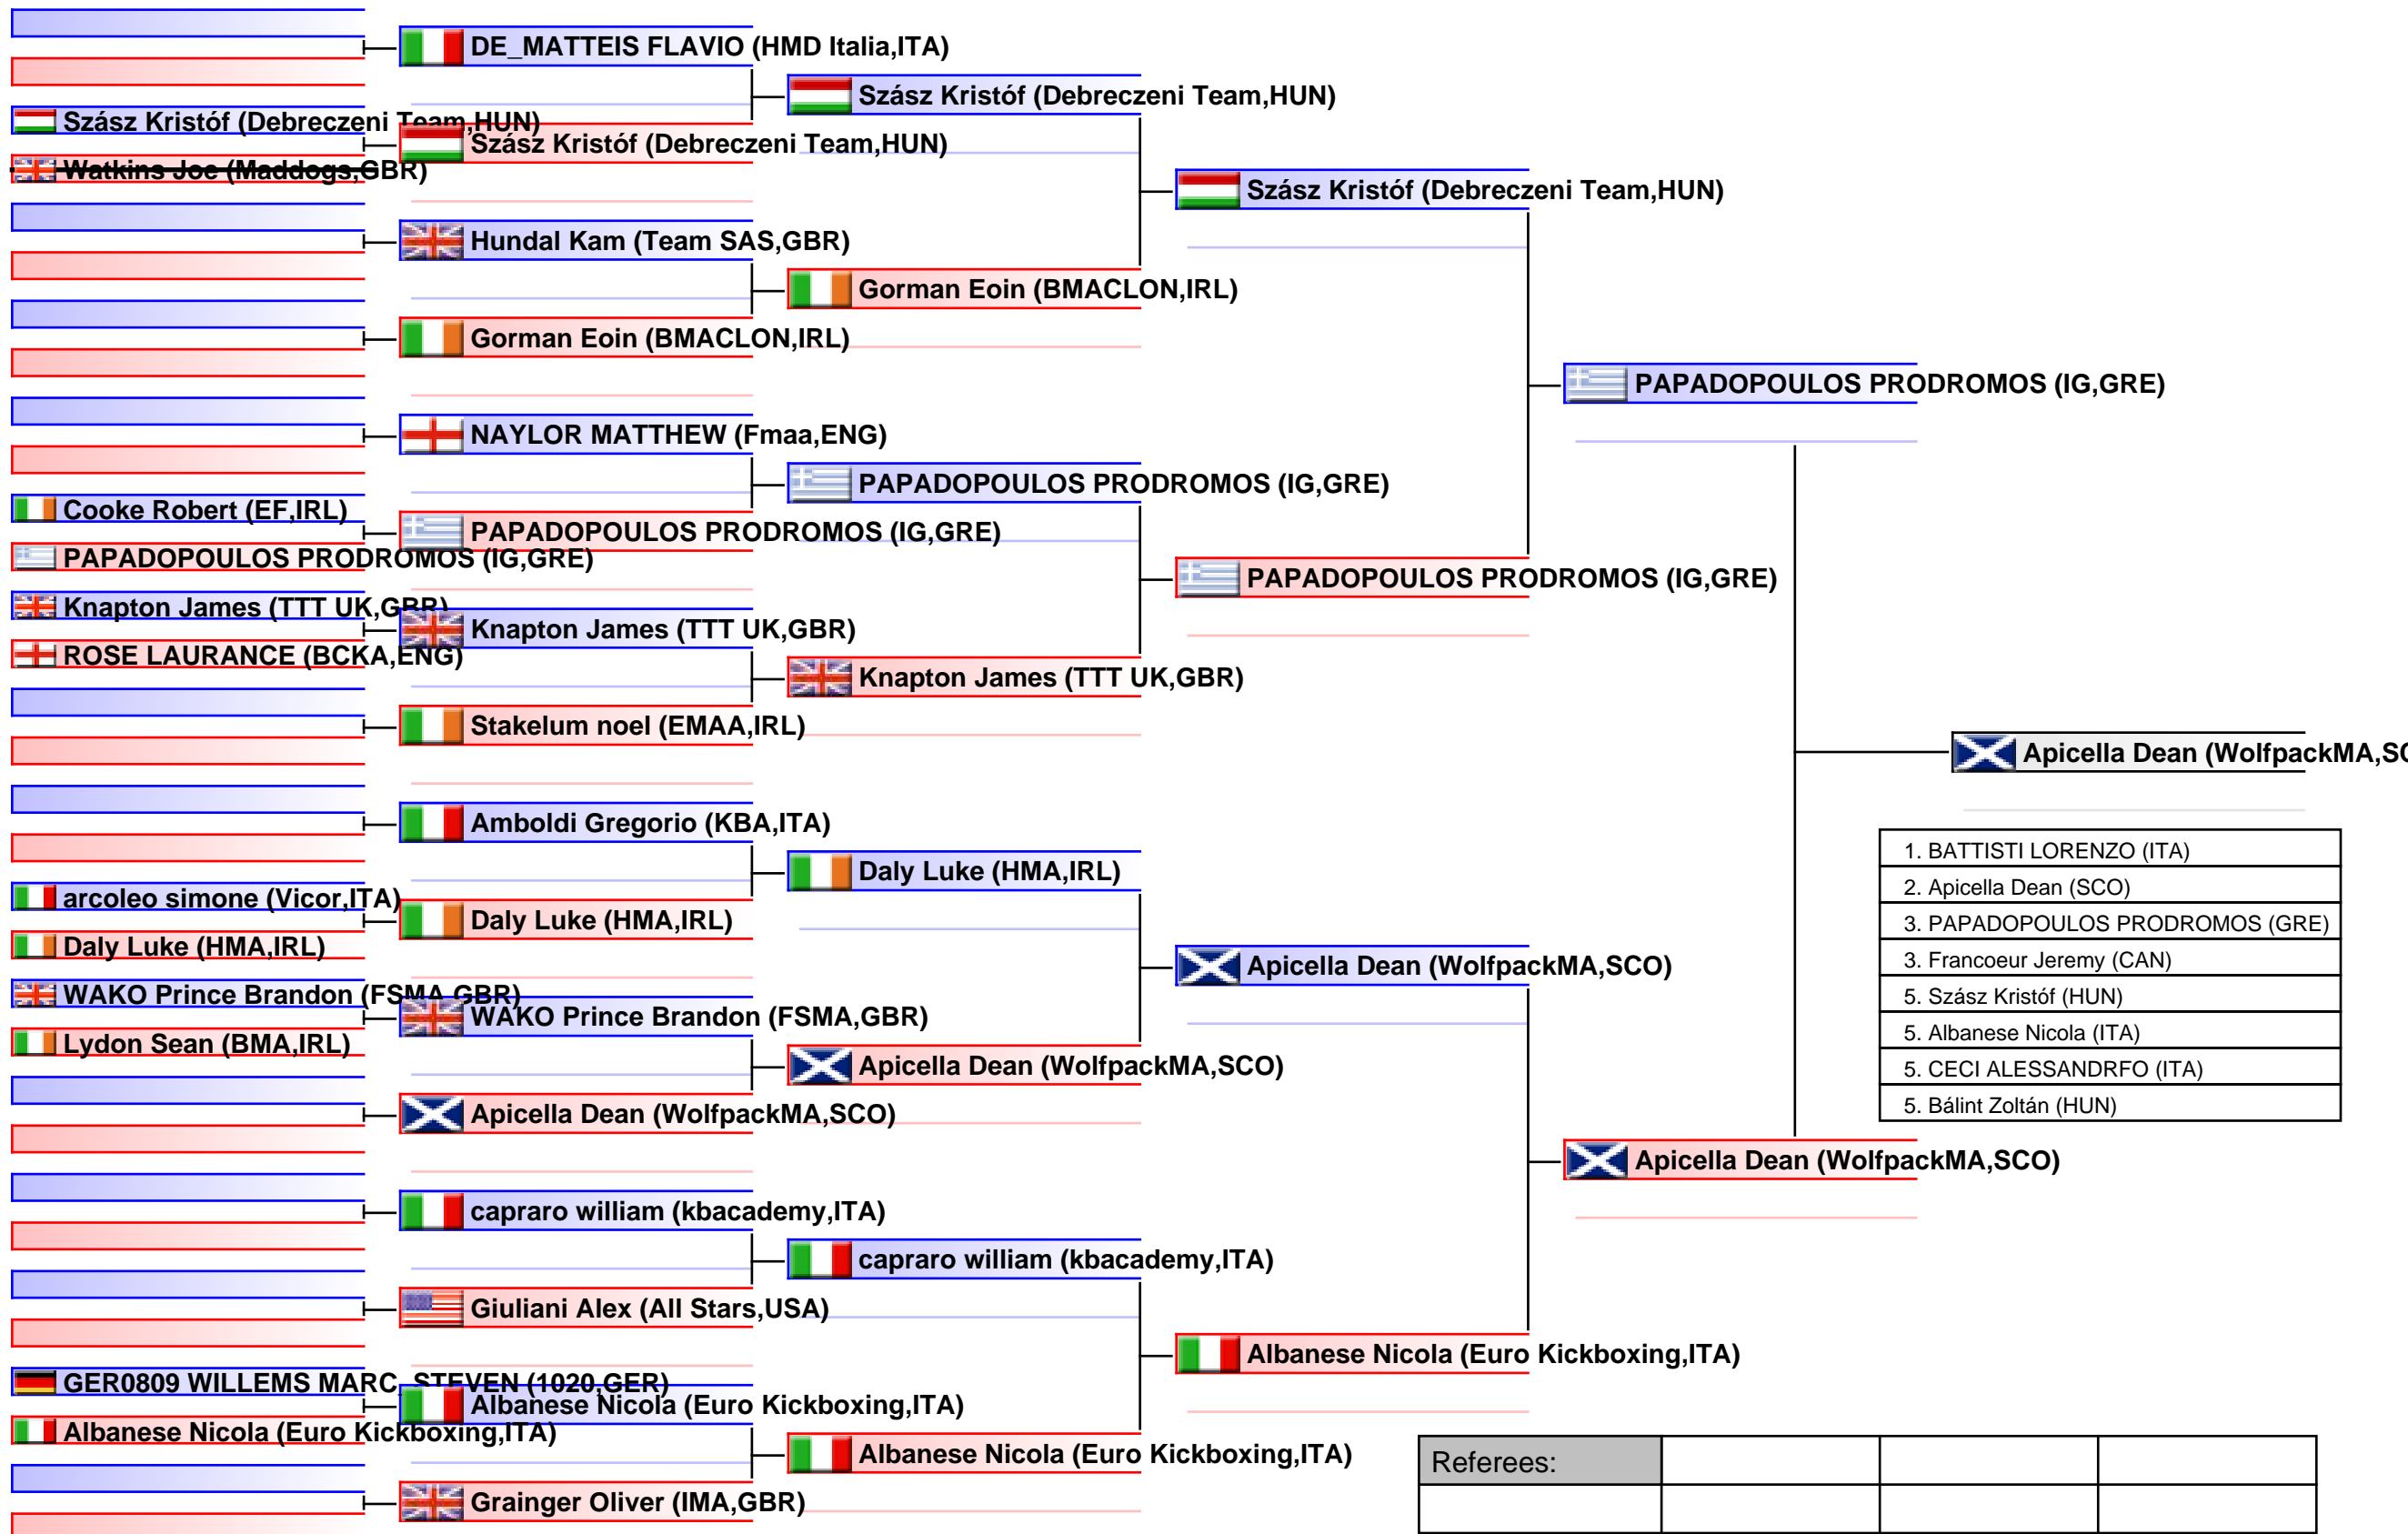 DE_MATTEIS FLAVIO (HMD Italia,ITA)
Szász Kristóf (Debreczeni Team,HUN)
Szász Kristóf (Debreczeni Team,HUN)
Szász Kristóf (Debreczeni Team,HUN)
Watkins Joe (Maddogs,GBR)
Szász Kristóf (Debreczeni Team,HUN)
Hundal Kam (Team SAS,GBR)
Gorman Eoin (BMACLON,IRL)
Gorman Eoin (BMACLON,IRL)
PAPADOPOULOS PRODROMOS (IG,GRE)
NAYLOR MATTHEW (Fmaa,ENG)
PAPADOPOULOS PRODROMOS (IG,GRE)
Cooke Robert (EF,IRL)
PAPADOPOULOS PRODROMOS (IG,GRE)
PAPADOPOULOS PRODROMOS (IG,GRE)
PAPADOPOULOS PRODROMOS (IG,GRE)
Knapton James (TTT UK,GBR)
Knapton James (TTT UK,GBR)
ROSE LAURANCE (BCKA,ENG)
Knapton James (TTT UK,GBR)
Stakelum noel (EMAA,IRL)
Apicella Dean (WolfpackMA,SC
Amboldi Gregorio (KBA,ITA)
Daly Luke (HMA,IRL)
arcoleo simone (Vicor,ITA)
Daly Luke (HMA,IRL)
Daly Luke (HMA,IRL)
Apicella Dean (WolfpackMA,SCO)
WAKO Prince Brandon (FSMA,GBR)
WAKO Prince Brandon (FSMA,GBR)
Lydon Sean (BMA,IRL)
Apicella Dean (WolfpackMA,SCO)
Apicella Dean (WolfpackMA,SCO)
1. BATTISTI LORENZO (ITA)
2. Apicella Dean (SCO)
3. PAPADOPOULOS PRODROMOS (GRE)
3. Francoeur Jeremy (CAN)
5. Szász Kristóf (HUN)
5. Albanese Nicola (ITA)
5. CECI ALESSANDRFO (ITA)
5. Bálint Zoltán (HUN)
Apicella Dean (WolfpackMA,SCO)
capraro william (kbacademy,ITA)
capraro william (kbacademy,ITA)
Giuliani Alex (All Stars,USA)
Albanese Nicola (Euro Kickboxing,ITA)
GER0809 WILLEMS MARC_STEVEN (1020,GER)
Albanese Nicola (Euro Kickboxing,ITA)
Albanese Nicola (Euro Kickboxing,ITA)
Albanese Nicola (Euro Kickboxing,ITA)
Grainger Oliver (IMA,GBR)
Referees: